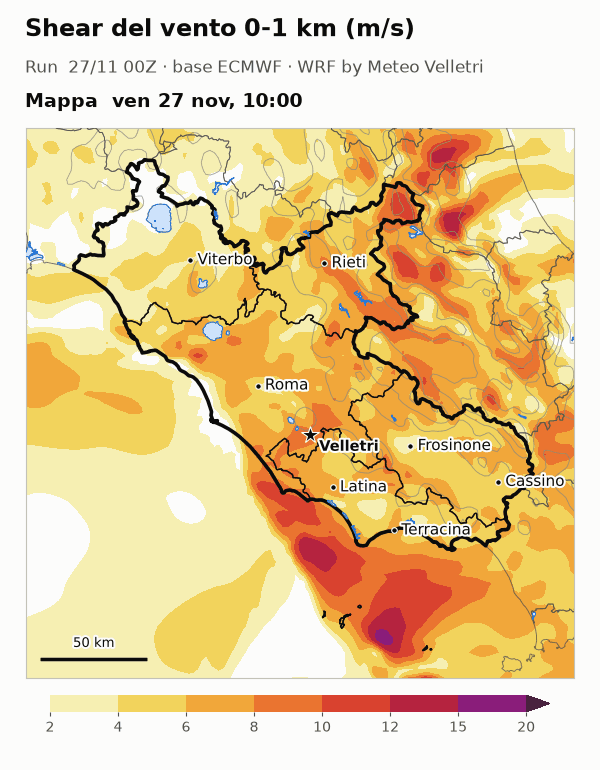 Shear del vento 0-1 km (m/s)
Run  27/11 00Z · base ECMWF · WRF by Meteo Velletri
Mappa  ven 27 nov, 10:00
Viterbo
Rieti
Roma
Velletri
Frosinone
Latina
Cassino
Terracina
50 km
2 4 6 8 10 12 15 20